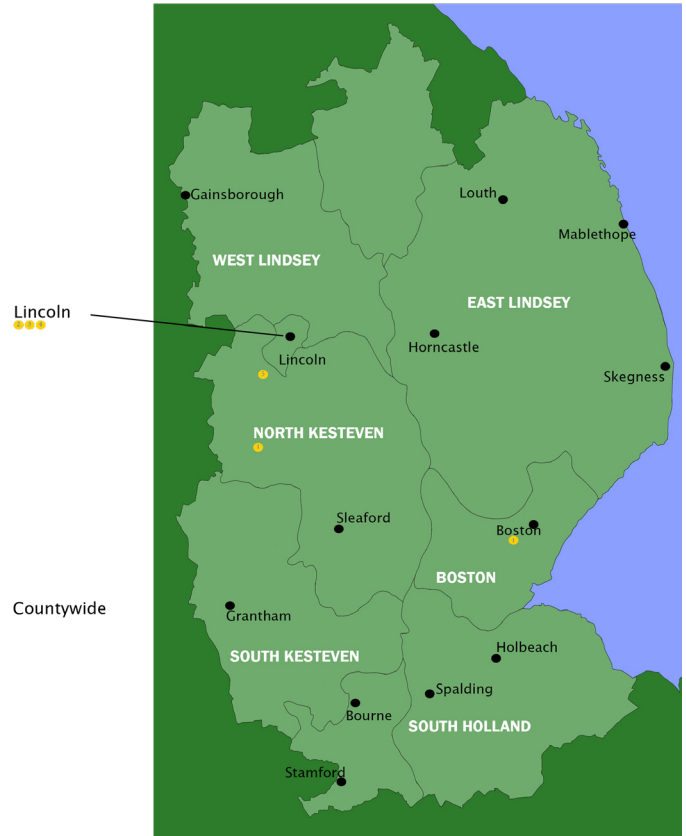 Gainsborough
Louth
Mablethope
WEST LINDSEY
EAST LINDSEY
Lincoln
Lincoln
Horncastle
Skegness
NORTH KESTEVEN
Sleaford
Boston
BOSTON
Countywide
Grantham
SOUTH KESTEVEN
Holbeach
Spalding
Bourne
SOUTH HOLLAND
Stamford